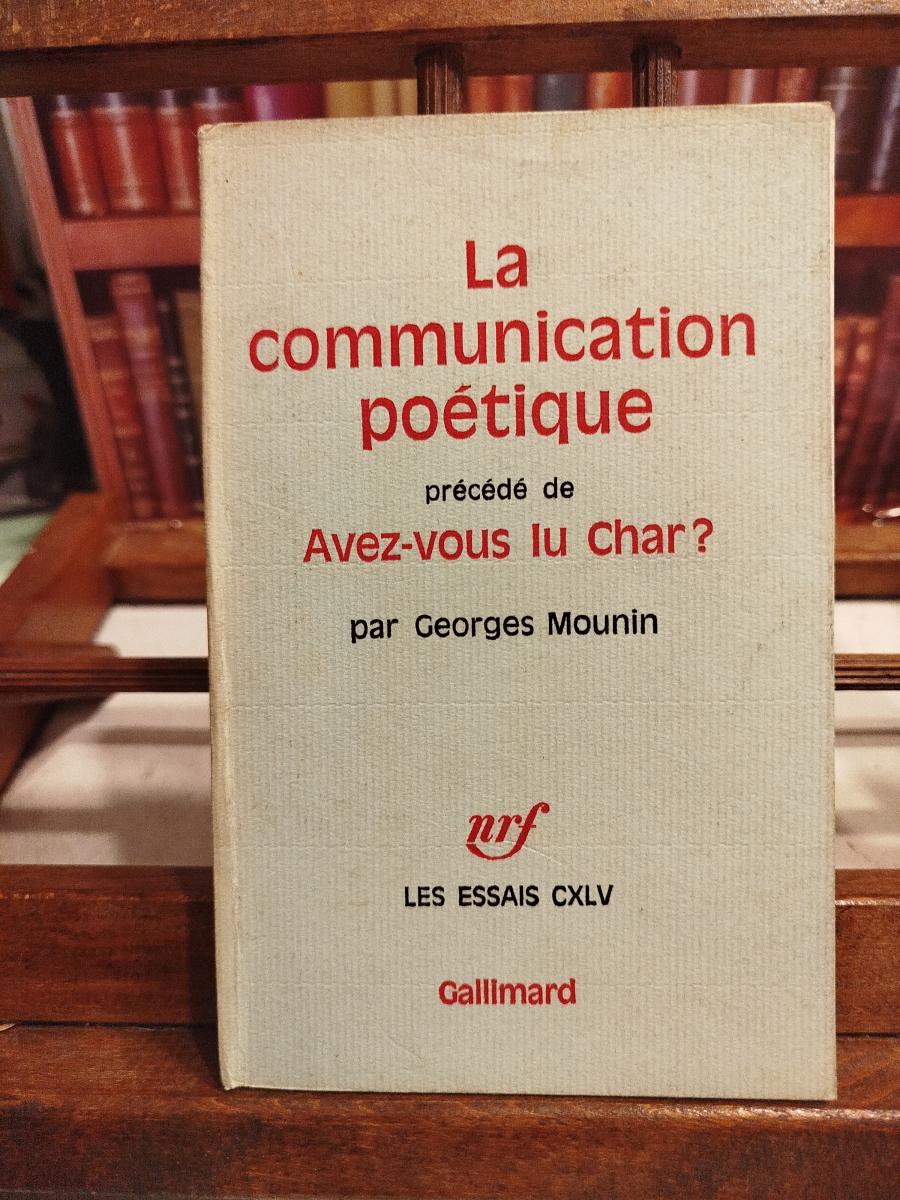 La
communication
poétique
précédé de
Avez-vous lu Char?
par Georges Mounin
nrf
LES ESSAIS CXLV
Gallimard